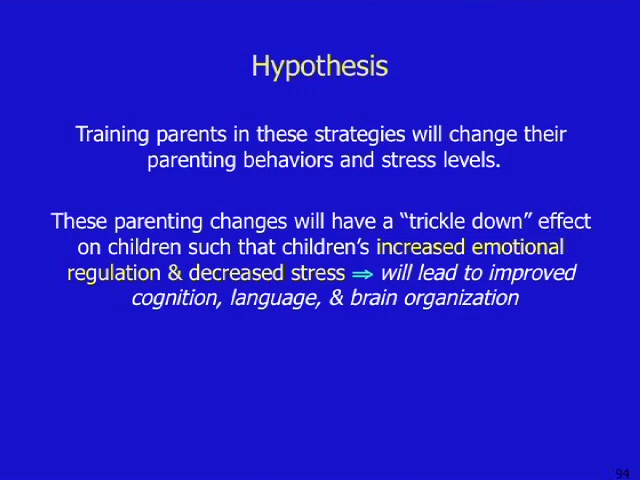 Hypothesis
Training parents in these strategies will change their
parenting behaviors and stress levels.
These parenting changes will have a “trickle down” effect
on children such that children’s increased emotional
regulation & decreased stress ⇒ will lead to improved
cognition, language, & brain organization
94